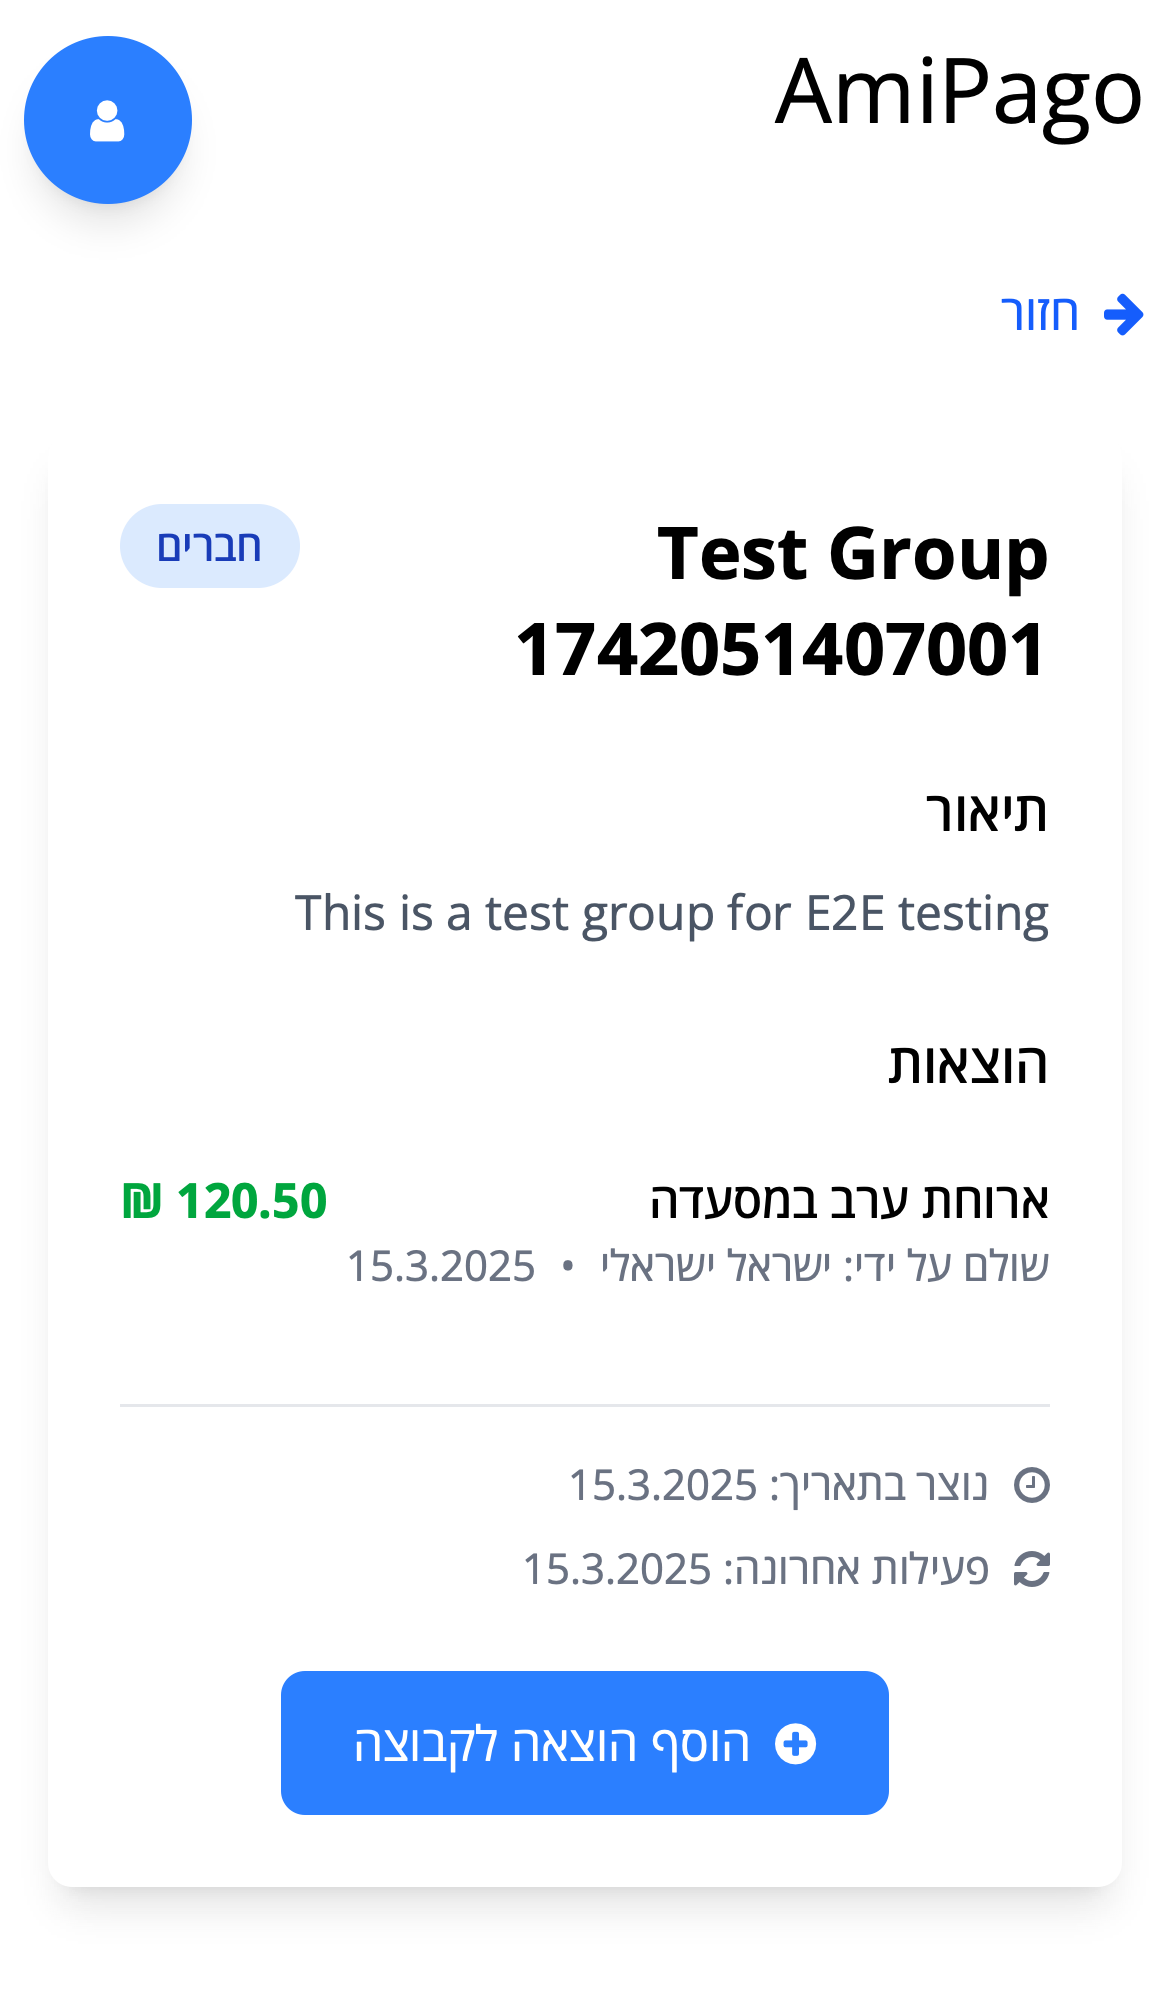 AmiPago
חזור
Test Group
1742051407001
חברים
תיאור
This is a test group for E2E testing
הוצאות
ארוחת ערב במסעדה
120.50 ₪
שולם על ידי: ישראל ישראלי • 15.3.2025
נוצר בתאריך: 15.3.2025
פעילות אחרונה: 15.3.2025
הוסף הוצאה לקבוצה